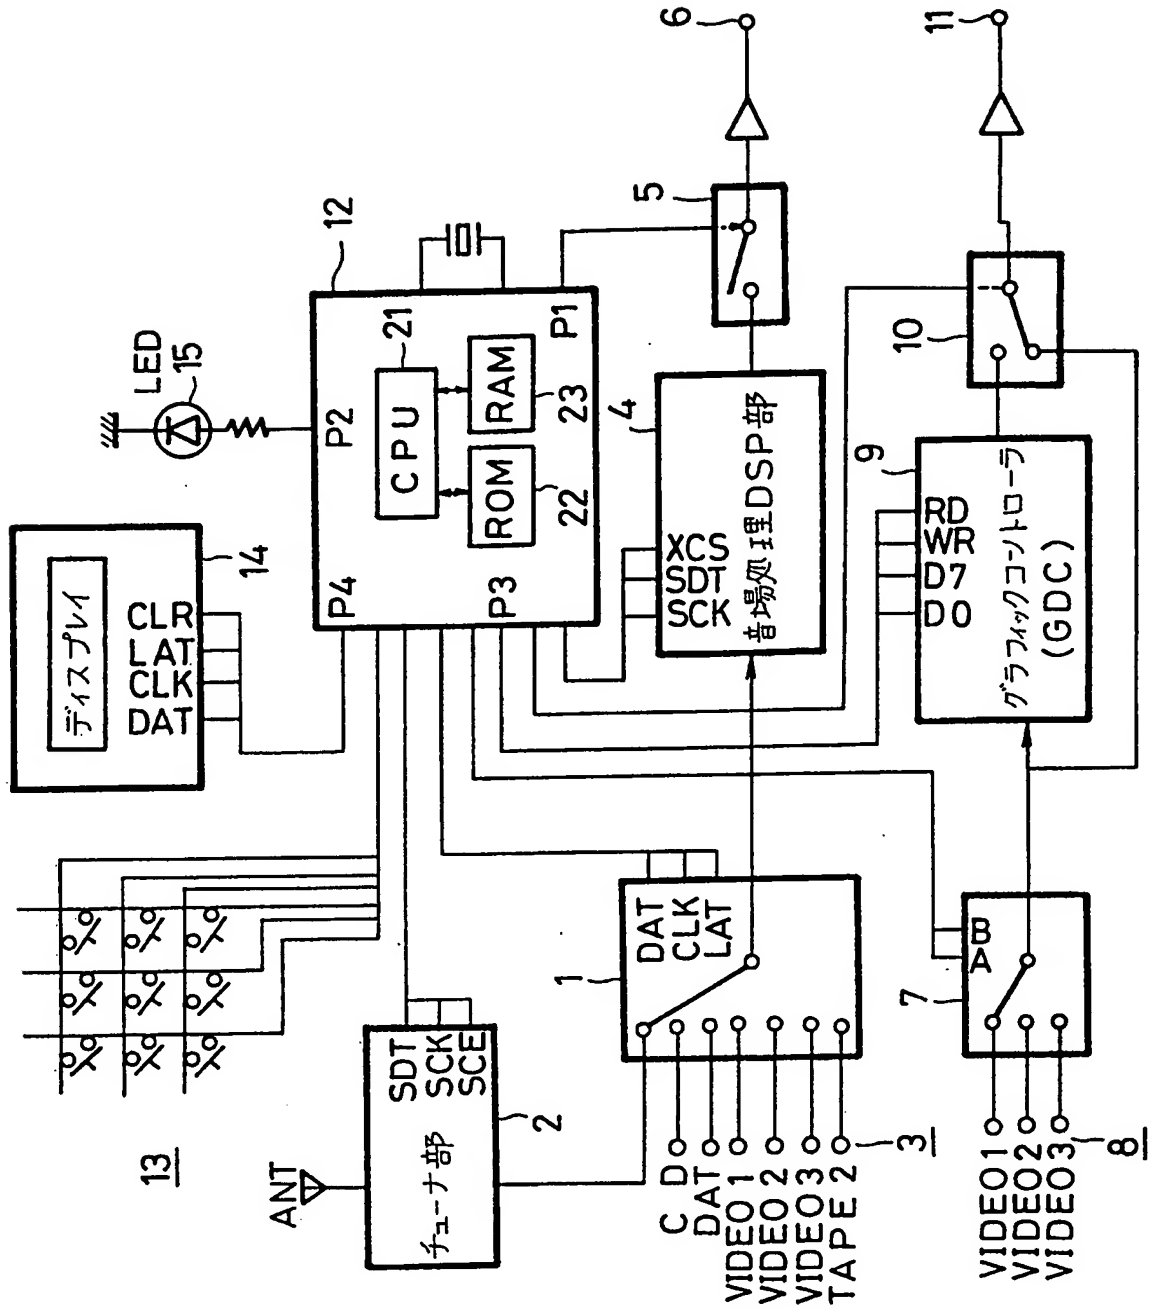 13
ANT
チューナ部
SDT
SCK
SCE
2
ディスプレイ
CLR
LAT
CLK
DAT
14
LED
15
12
P4
P2
P3
P1
CPU
21
ROM
22
RAM
23
C D
DAT
VIDEO1
VIDEO2
VIDEO3
TAPE2
3
1
DAT
CLK
LAT
4
XCS
SDT
SCK
音場処理DSP部
5
6
VIDEO1
VIDEO2
VIDEO3
8
7
B
A
9
RD
WR
D7
D0
グラフィックコントローラ
(GDC)
10
11